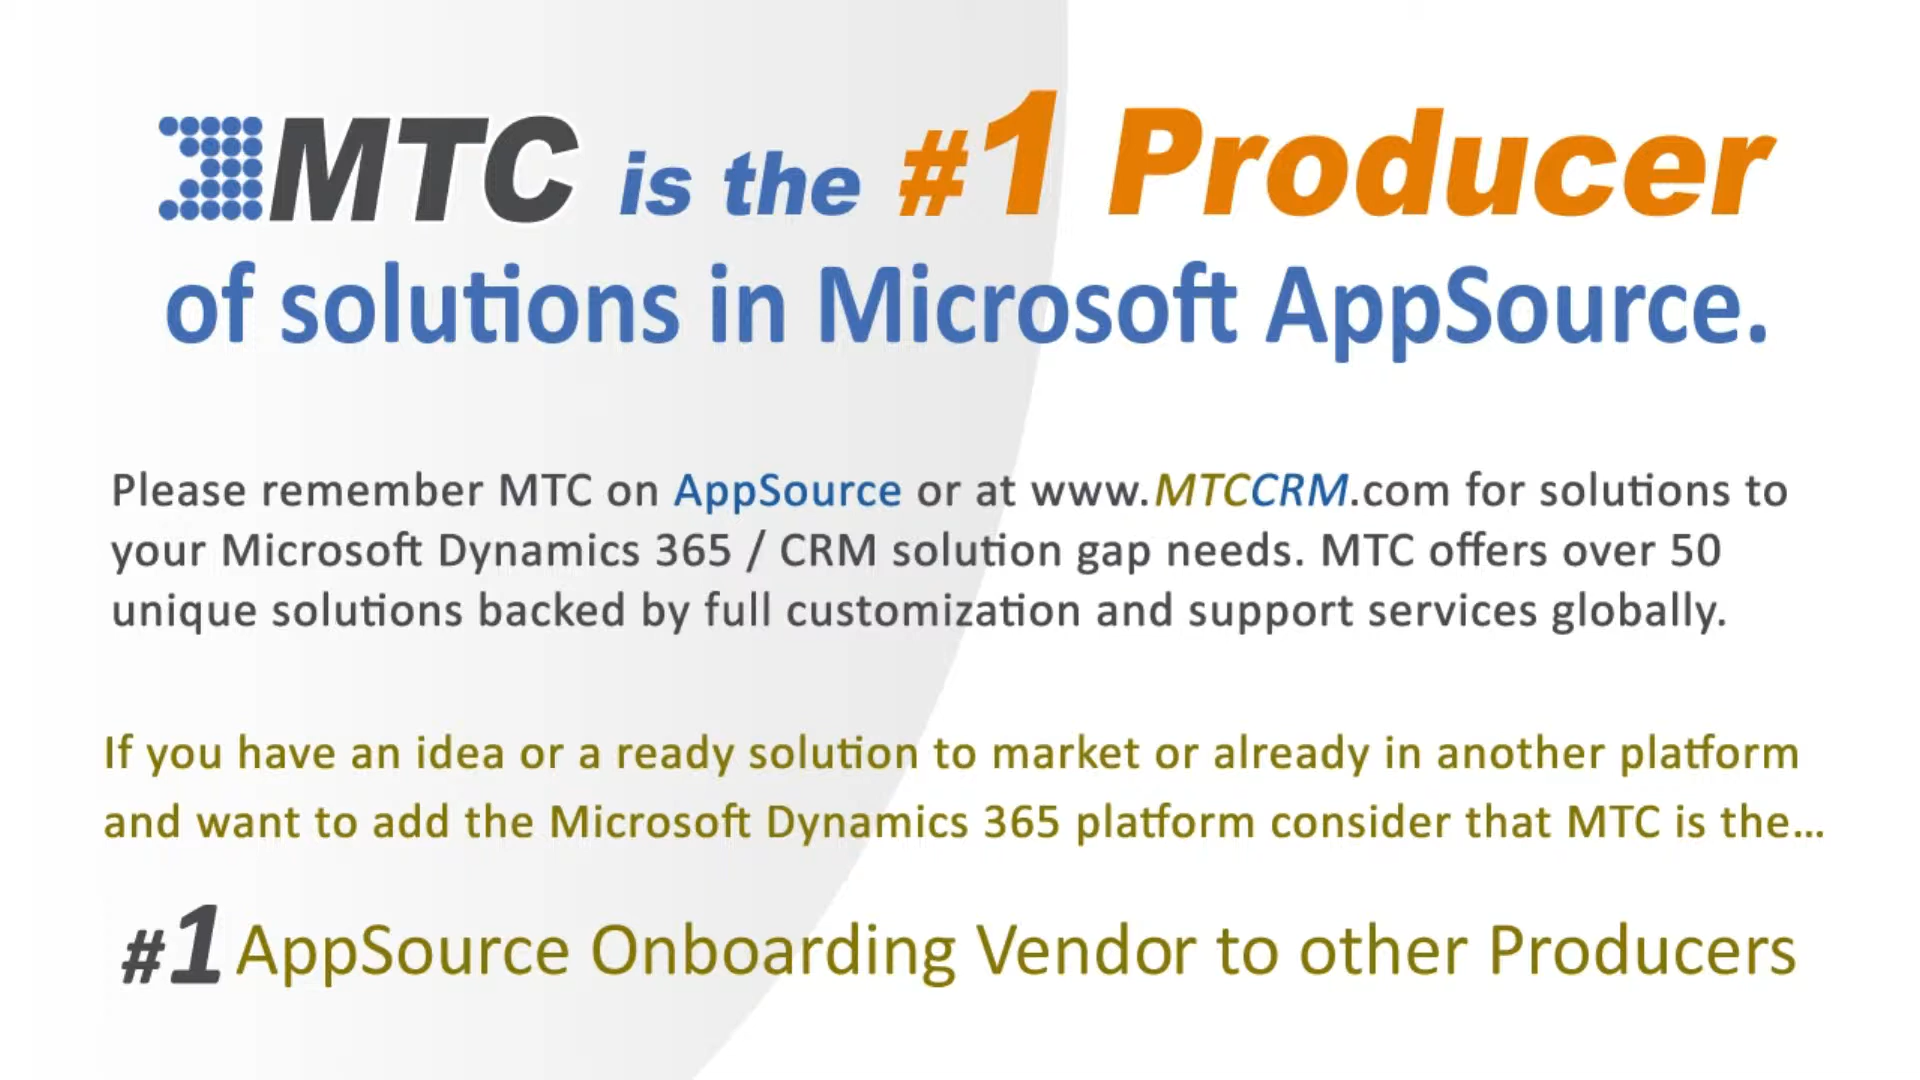 MTC is the #1 Producer
of solutions in Microsoft AppSource.
Please remember MTC on AppSource or at www.MTCCRM.com for solutions to
your Microsoft Dynamics 365 / CRM solution gap needs. MTC offers over 50
unique solutions backed by full customization and support services globally.
If you have an idea or a ready solution to market or already in another platform
and want to add the Microsoft Dynamics 365 platform consider that MTC is the...
#1 AppSource Onboarding Vendor to other Producers